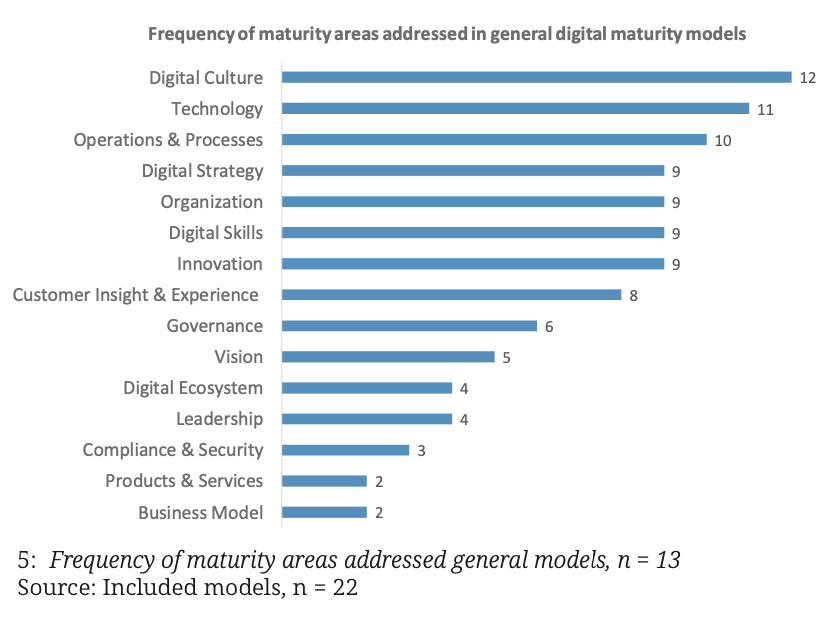 Frequency of maturity areas addressed in general digital maturity models
Digital Culture 12
Technology 11
Operations & Processes 10
Digital Strategy 9
Organization 9
Digital Skills 9
Innovation 9
Customer Insight & Experience 8
Governance 6
Vision 5
Digital Ecosystem 4
Leadership 4
Compliance & Security 3
Products & Services 2
Business Model 2
5: Frequency of maturity areas addressed general models, n = 13
Source: Included models, n = 22